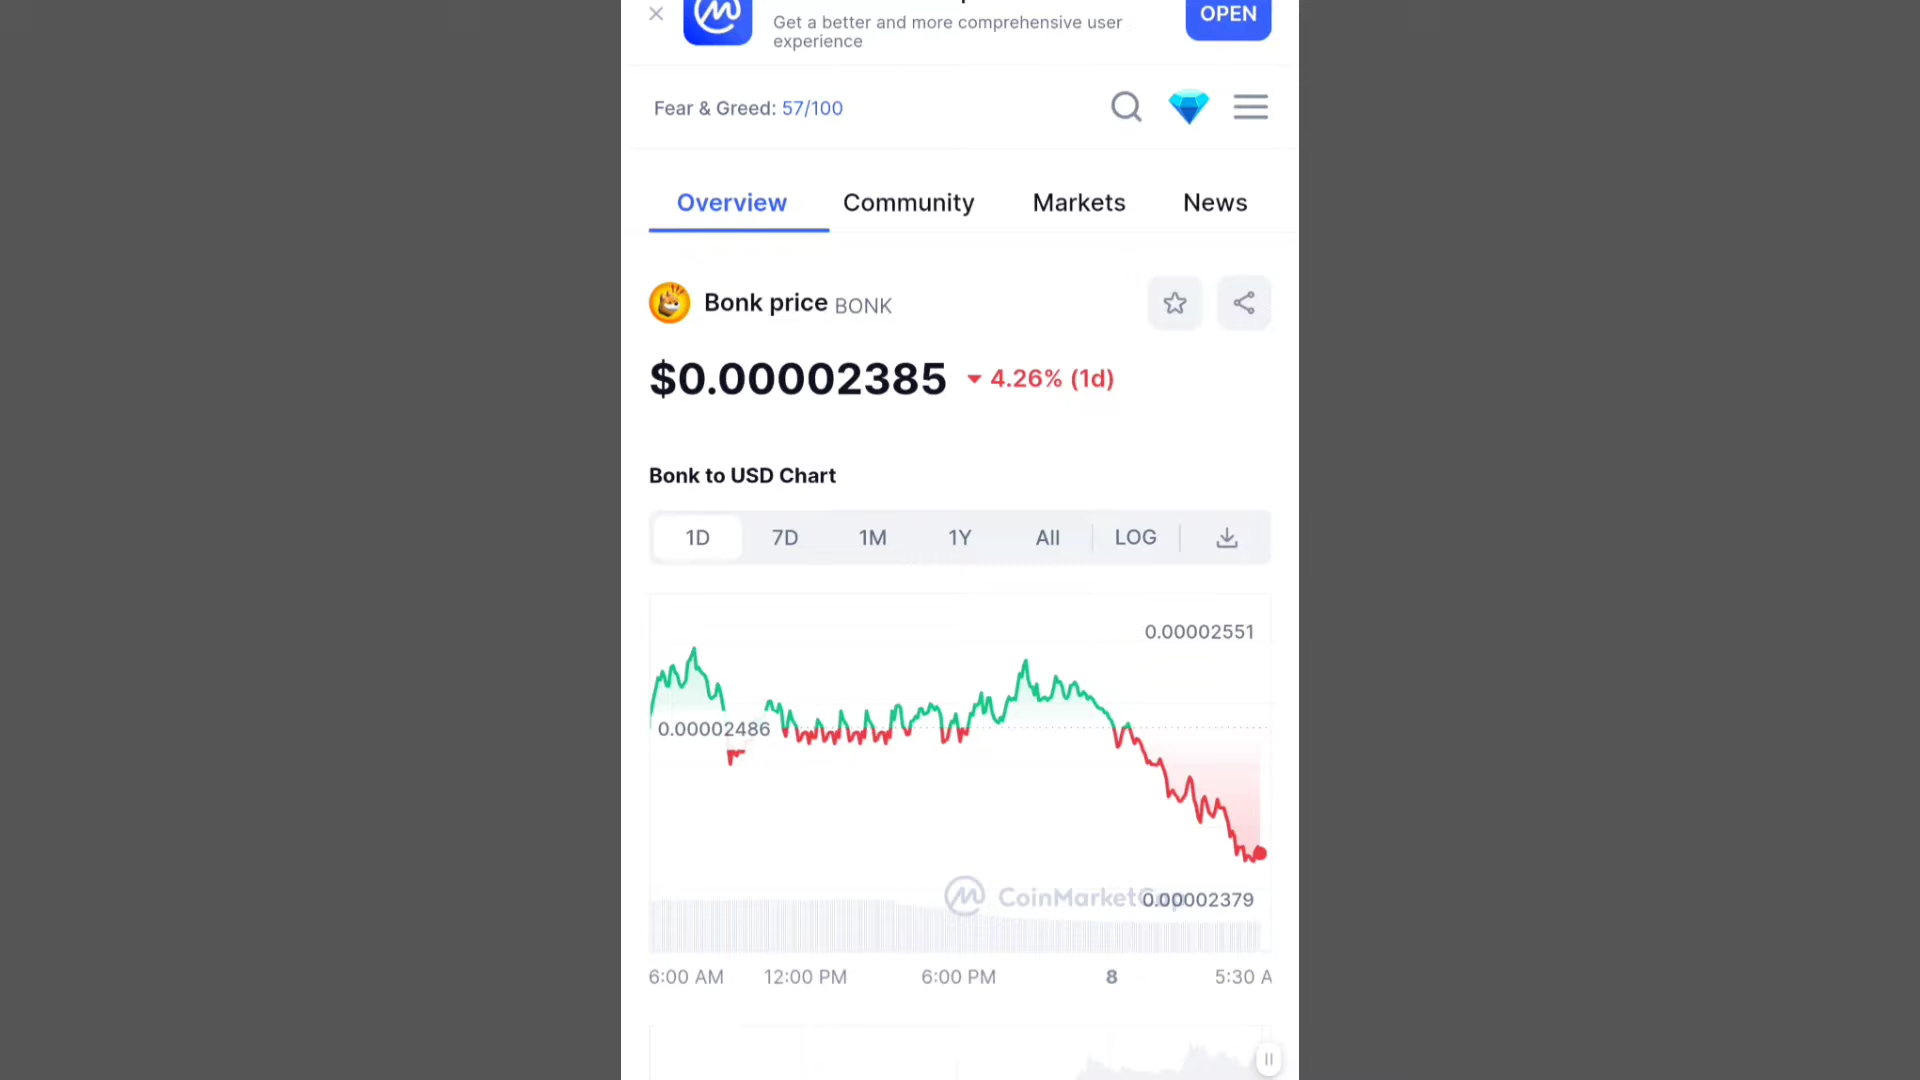 Get a better and more comprehensive user
experience
OPEN
Fear & Greed: 57/100
Overview Community Markets News
Bonk price BONK
$0.00002385 4.26% (1d)
Bonk to USD Chart
1D 7D 1M 1Y All LOG
0.00002551
0.00002486
CoinMarketCap
0.00002379
6:00 AM 12:00 PM 6:00 PM 8 5:30 A